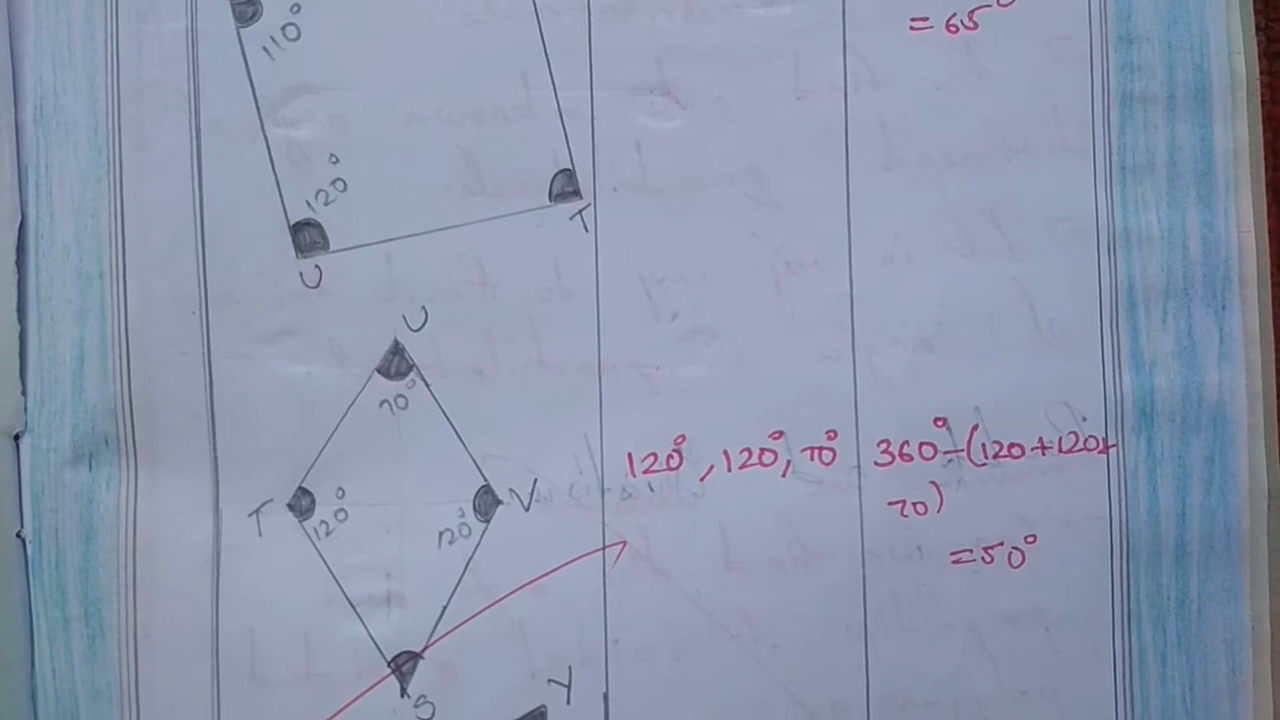 110°
= 65°
120°
T
U
U
70°
120°, 120°, 70°
360° - (120 + 120 +
70)
= 50°
T
120°
120°
V
S
Y